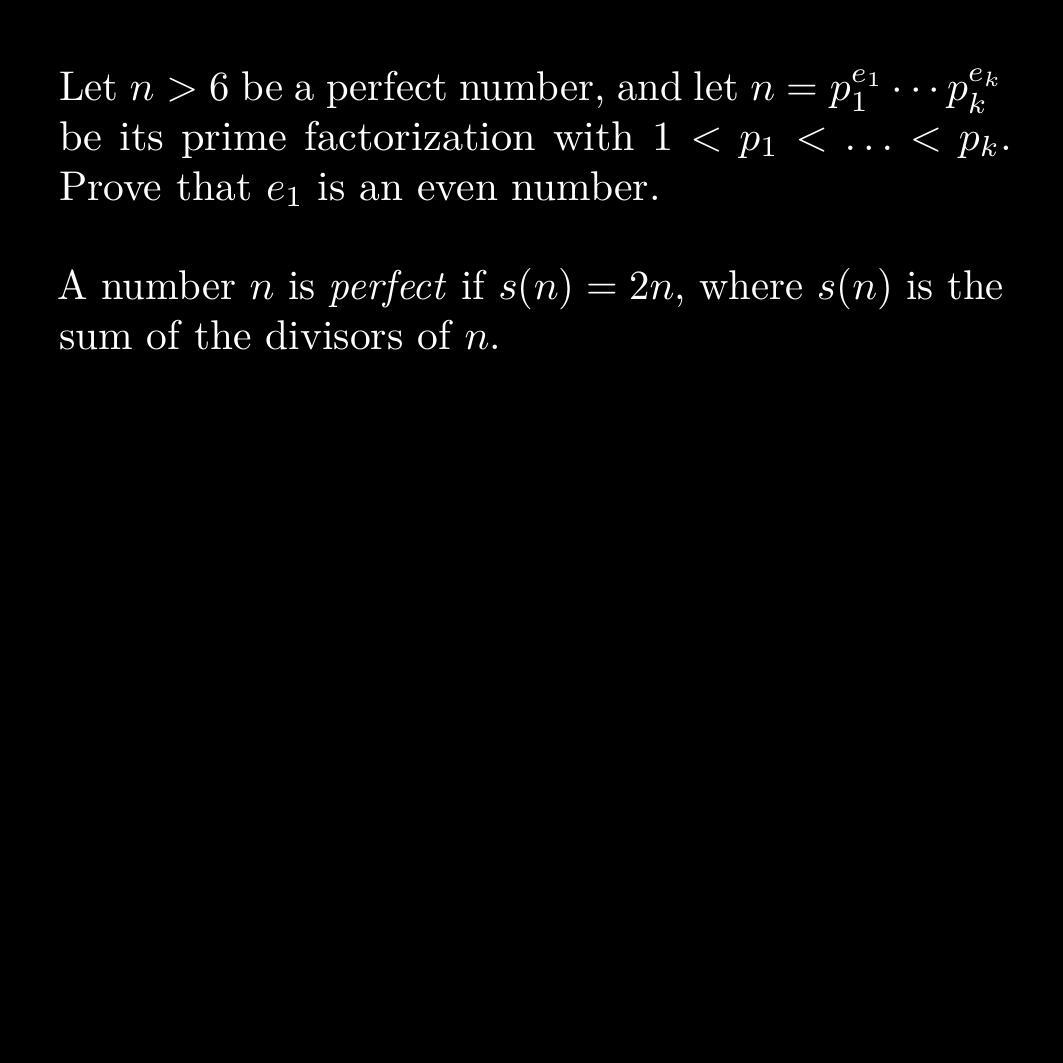 Let $n > 6$ be a perfect number, and let $n = p_1^{e_1} \cdots p_k^{e_k}$
be its prime factorization with $1 < p_1 < \ldots < p_k$.
Prove that $e_1$ is an even number.
A number $n$ is perfect if $s(n) = 2n$, where $s(n)$ is the
sum of the divisors of $n$.